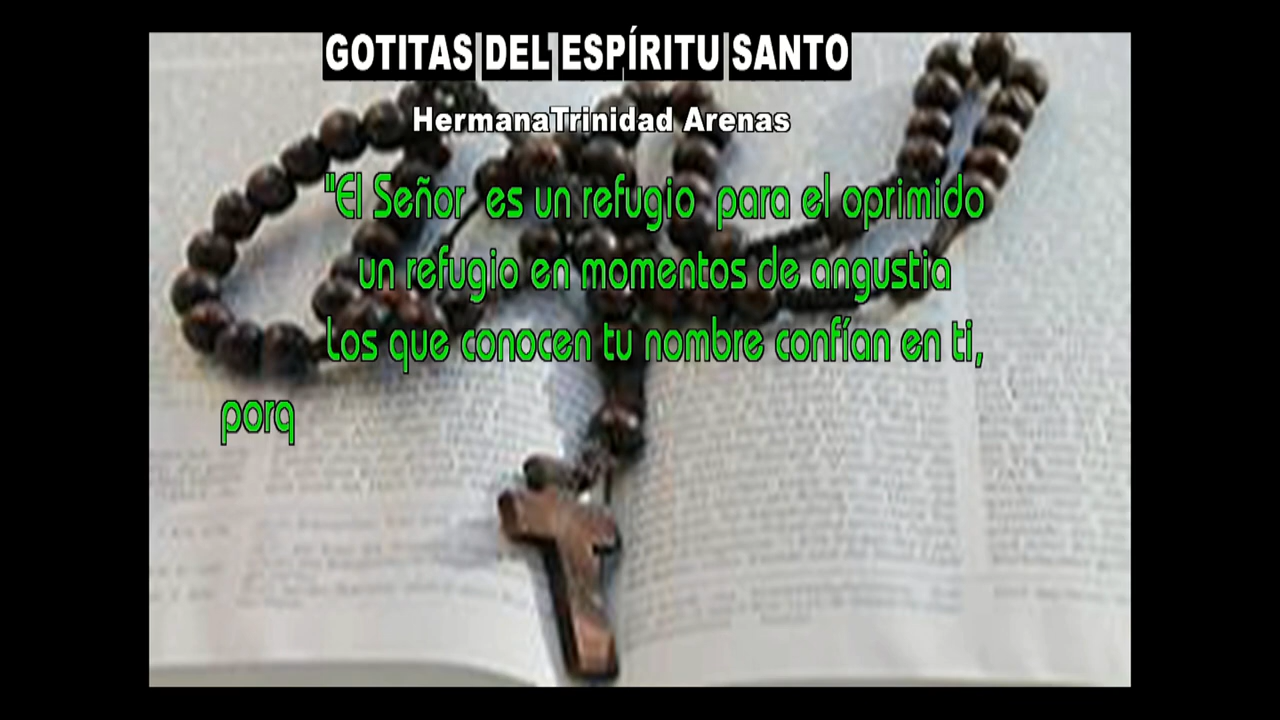 GOTITAS DEL ESPÍRITU SANTO
HermanaTrinidad Arenas
"El Señor es un refugio para el oprimido
un refugio en momentos de angustia
Los que conocen tu nombre confían en ti,
porq